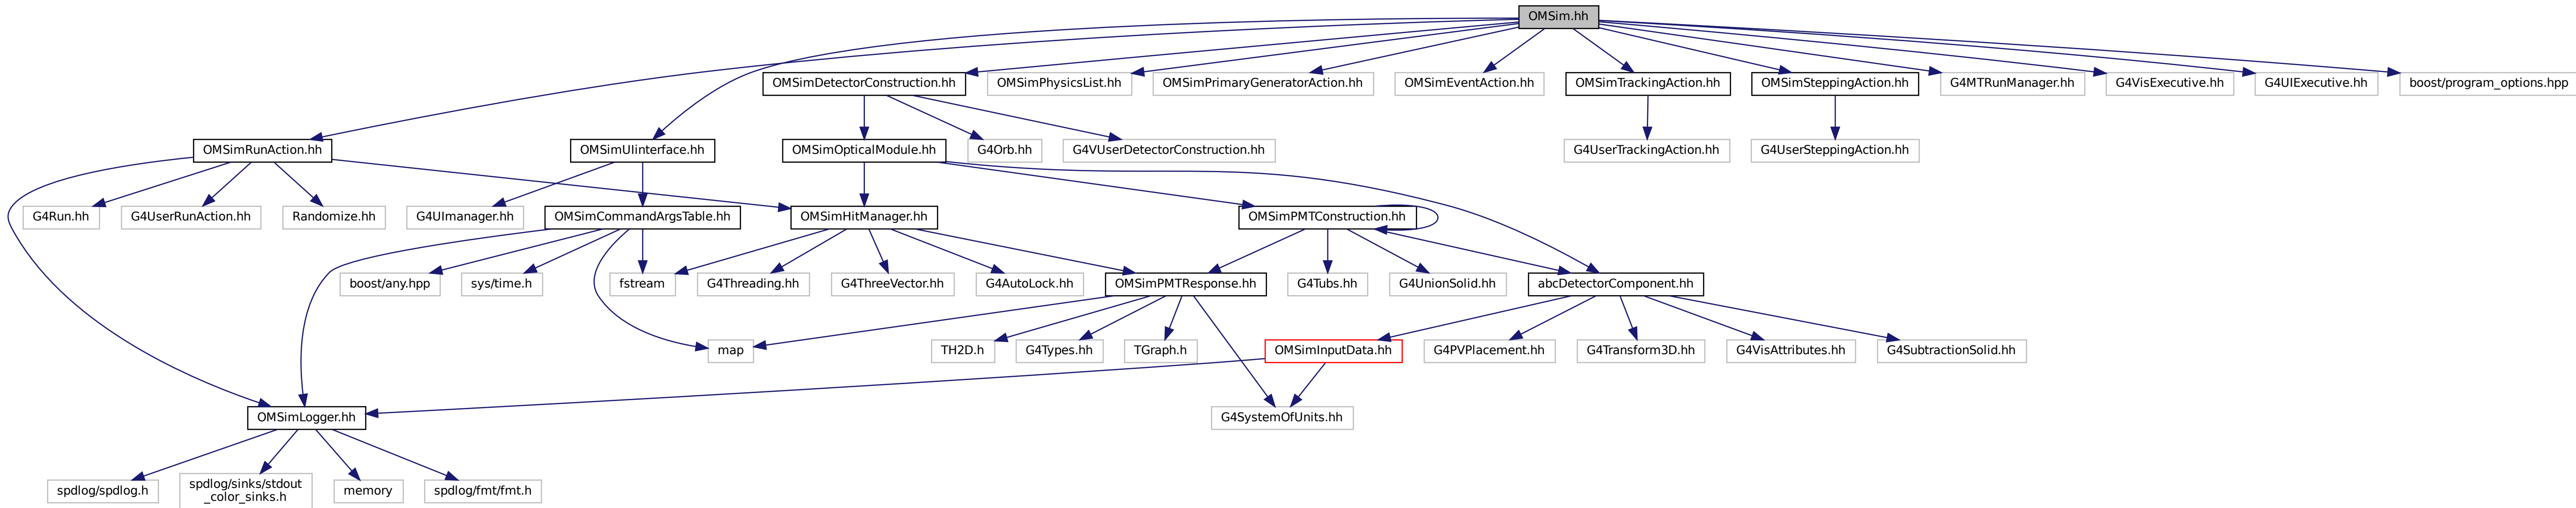 OMSim.hh
OMSimDetectorConstruction.hh
OMSimPhysicsList.hh
OMSimPrimaryGeneratorAction.hh
OMSimEventAction.hh
OMSimTrackingAction.hh
OMSimSteppingAction.hh
G4MTRunManager.hh
G4VisExecutive.hh
G4UIExecutive.hh
boost/program_options.hpp
OMSimRunAction.hh
OMSimUIinterface.hh
OMSimOpticalModule.hh
G4Orb.hh
G4VUserDetectorConstruction.hh
G4UserTrackingAction.hh
G4UserSteppingAction.hh
G4Run.hh
G4UserRunAction.hh
Randomize.hh
G4UImanager.hh
OMSimCommandArgsTable.hh
OMSimHitManager.hh
OMSimPMTConstruction.hh
boost/any.hpp
sys/time.h
fstream
G4Threading.hh
G4ThreeVector.hh
G4AutoLock.hh
OMSimPMTResponse.hh
G4Tubs.hh
G4UnionSolid.hh
abcDetectorComponent.hh
map
TH2D.h
G4Types.hh
TGraph.h
OMSimInputData.hh
G4PVPlacement.hh
G4Transform3D.hh
G4VisAttributes.hh
G4SubtractionSolid.hh
OMSimLogger.hh
G4SystemOfUnits.hh
spdlog/spdlog.h
spdlog/sinks/stdout
_color_sinks.h
memory
spdlog/fmt/fmt.h